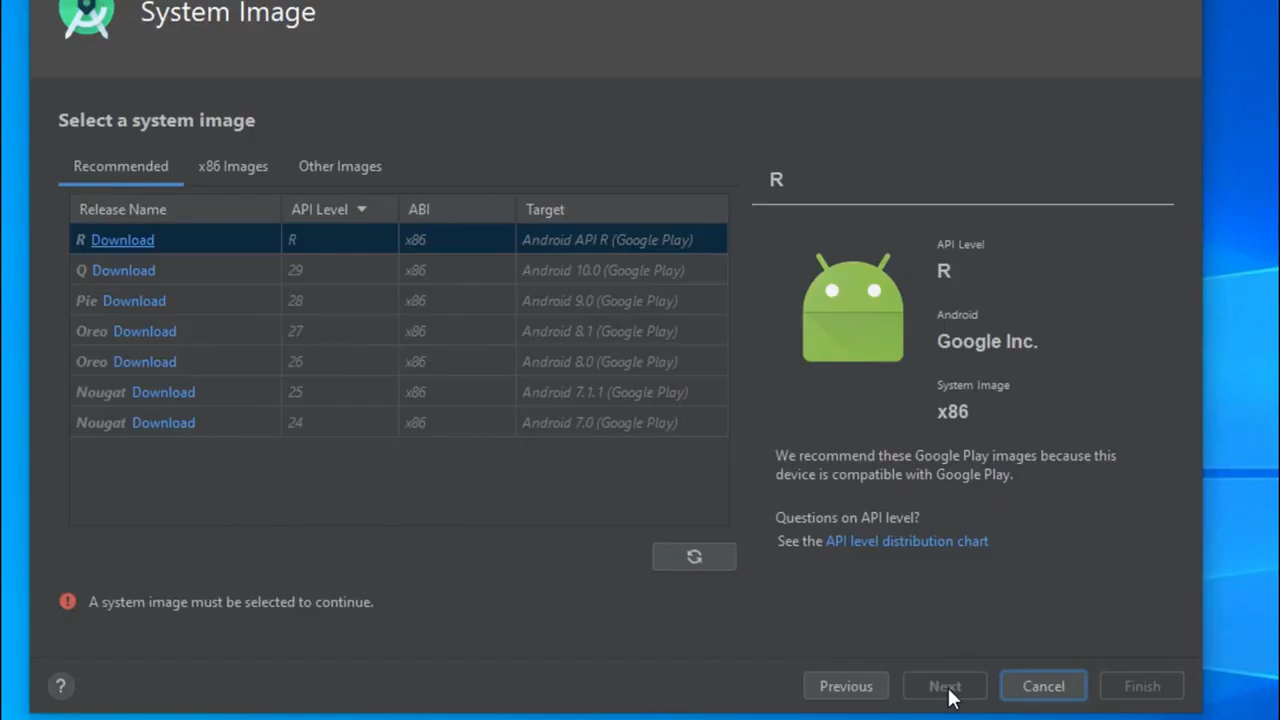 System Image
Select a system image
Recommended x86 Images Other Images
Release Name API Level ABI Target
R Download R x86 Android API R (Google Play)
Q Download 29 x86 Android 10.0 (Google Play)
Pie Download 28 x86 Android 9.0 (Google Play)
Oreo Download 27 x86 Android 8.1 (Google Play)
Oreo Download 26 x86 Android 8.0 (Google Play)
Nougat Download 25 x86 Android 7.1.1 (Google Play)
Nougat Download 24 x86 Android 7.0 (Google Play)
A system image must be selected to continue.
R
API Level
R
Android
Google Inc.
System Image
x86
We recommend these Google Play images because this
device is compatible with Google Play.
Questions on API level?
See the API level distribution chart
? Previous Next Cancel Finish